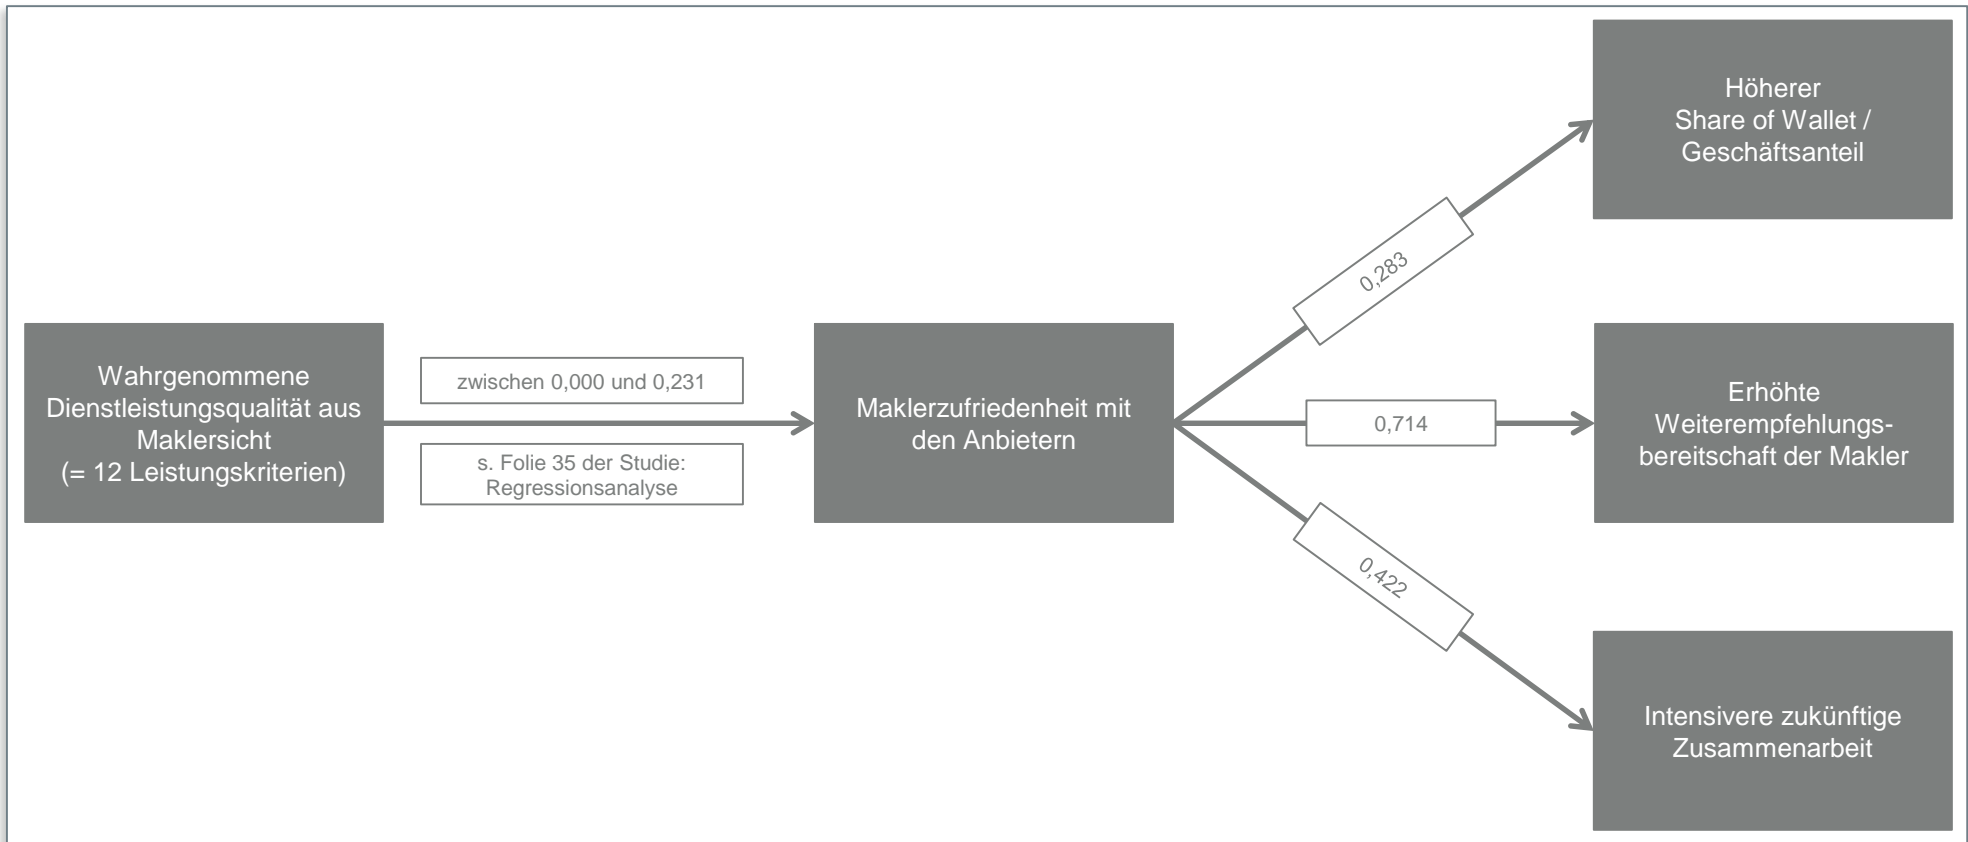 Höherer
Share of Wallet /
Geschäftsanteil
0,283
Wahrgenommene
Dienstleistungsqualität aus
Maklersicht
(= 12 Leistungskriterien)
zwischen 0,000 und 0,231
s. Folie 35 der Studie:
Regressionsanalyse
Maklerzufriedenheit mit
den Anbietern
0,714
Erhöhte
Weiterempfehlungs-
bereitschaft der Makler
0,422
Intensivere zukünftige
Zusammenarbeit